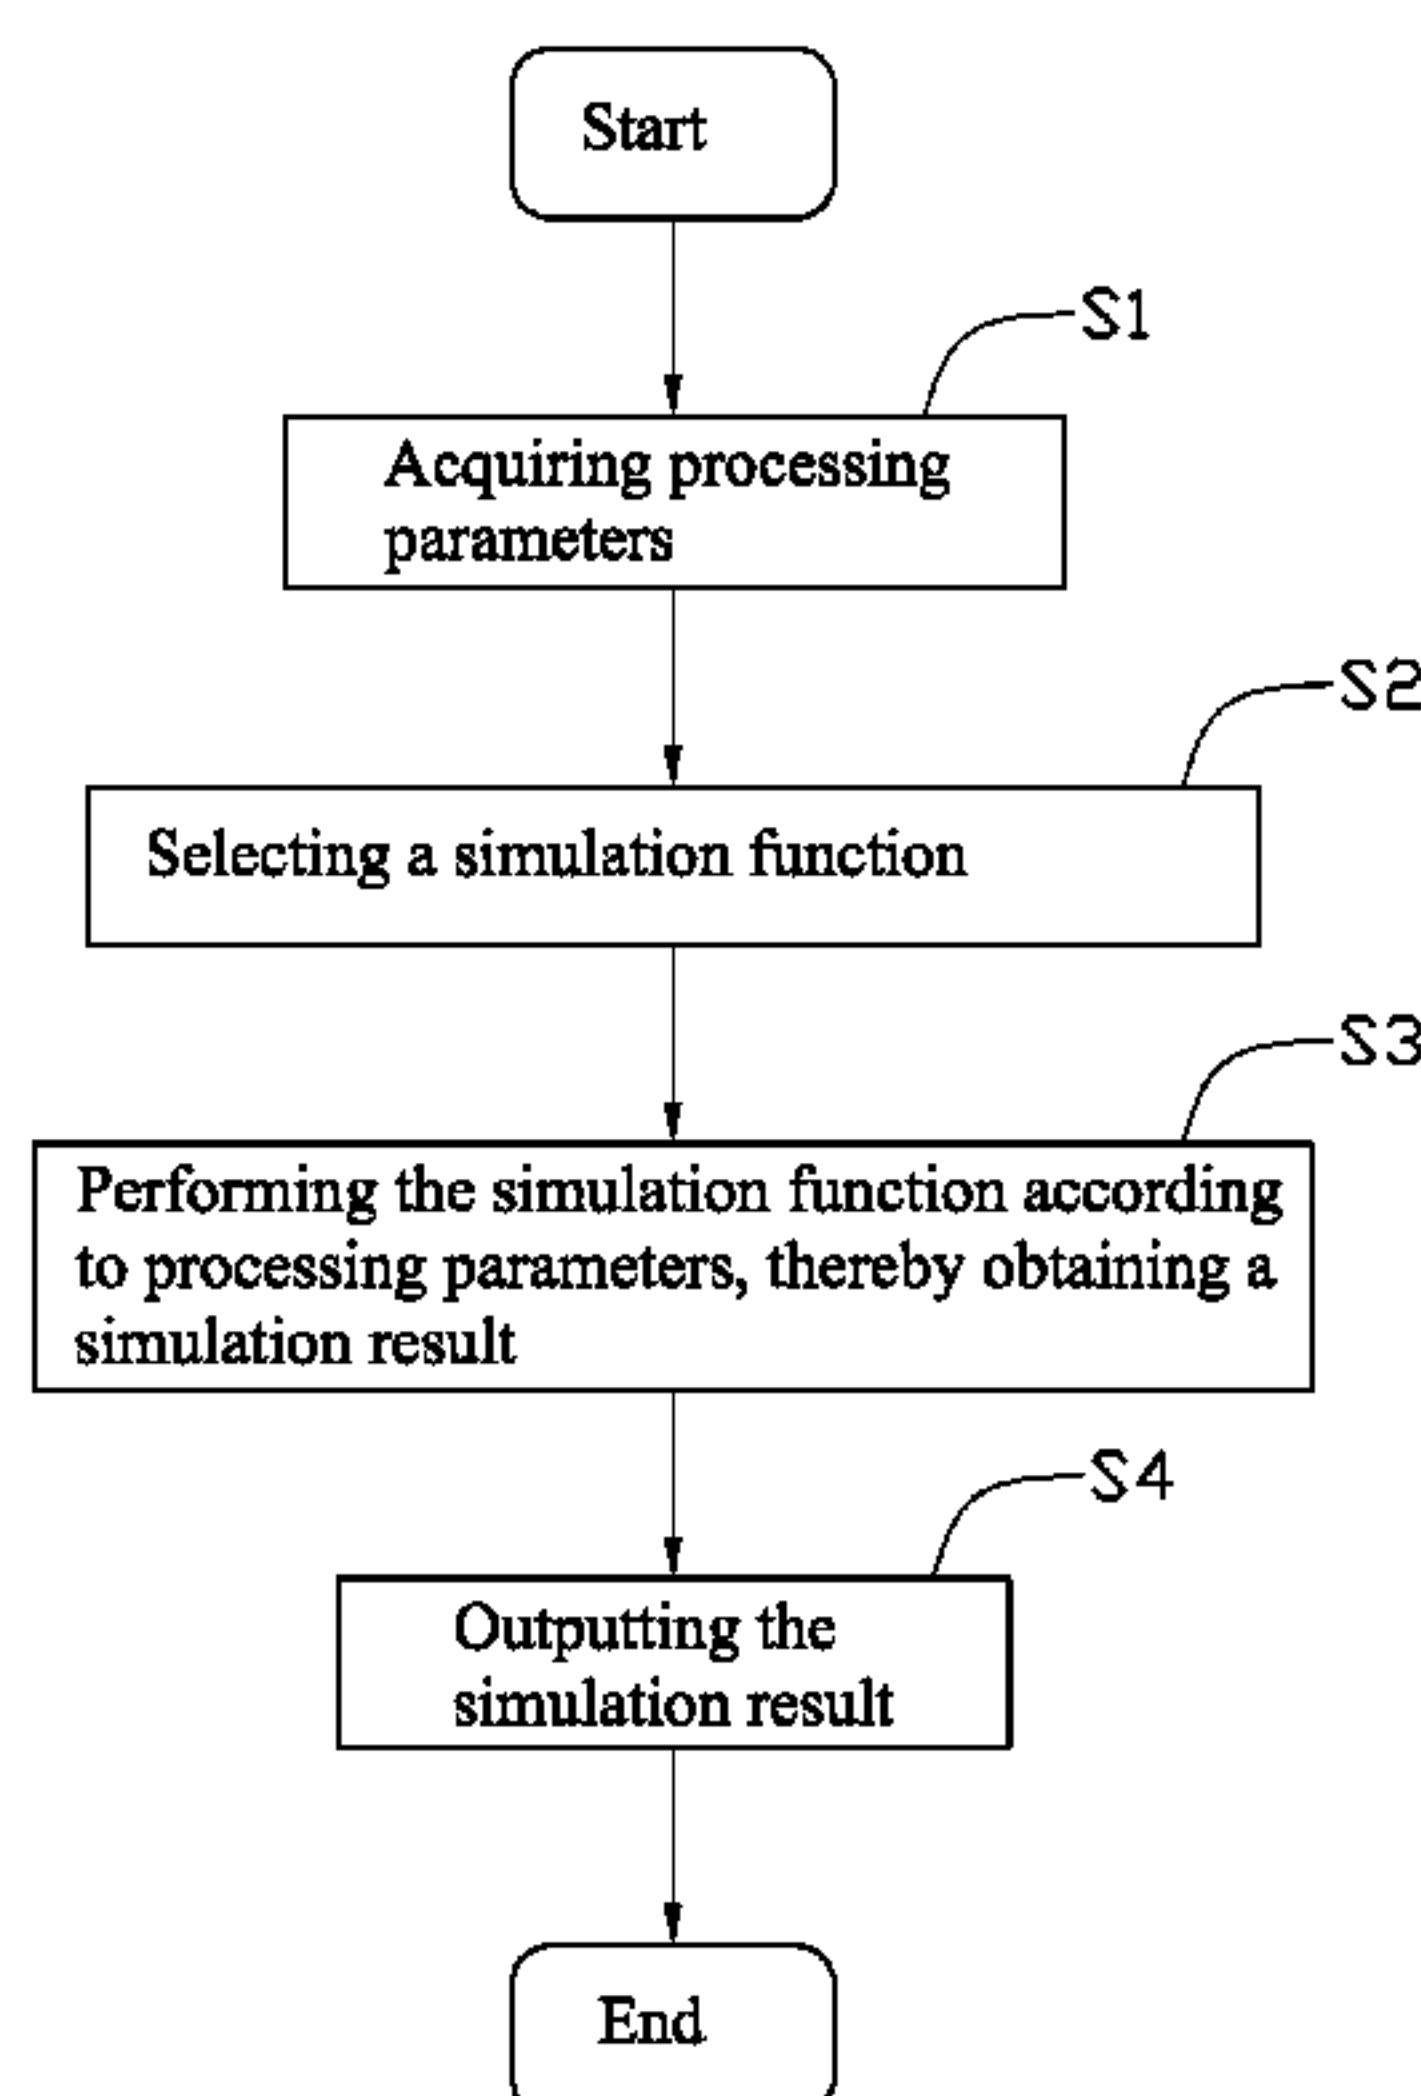 Start
S1
Acquiring processing
parameters
S2
Selecting a simulation function
S3
Performing the simulation function according
to processing parameters, thereby obtaining a
simulation result
S4
Outputting the
simulation result
End